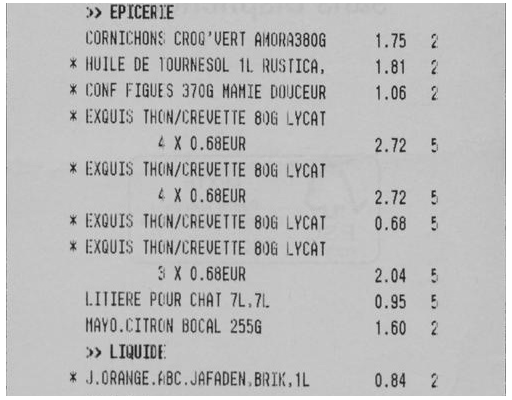 >> EPICERIE
CORNICHONS CROQ'VERT AMORA380G 1.75 2
* HUILE DE TOURNESOL 1L RUSTICA, 1.81 2
* CONF FIGUES 370G MAMIE DOUCEUR 1.06 2
* EXQUIS THON/CREVETTE 80G LYCAT
4 X 0.68EUR 2.72 5
* EXQUIS THON/CREVETTE 80G LYCAT
4 X 0.68EUR 2.72 5
* EXQUIS THON/CREVETTE 80G LYCAT 0.68 5
* EXQUIS THON/CREVETTE 80G LYCAT
3 X 0.68EUR 2.04 5
LITIERE POUR CHAT 7L,7L 0.95 5
MAYO.CITRON BOCAL 255G 1.60 2
>> LIQUIDE
* J.ORANGE.ABC.JAFADEN,BRIK,1L 0.84 2